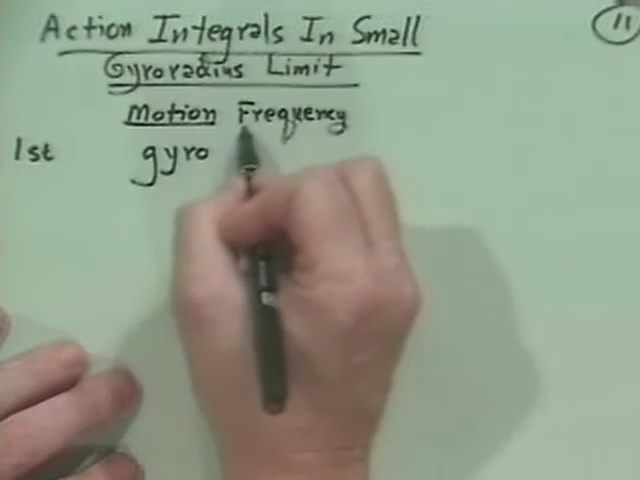 Action Integrals In Small
11
Gyroradius Limit
Motion Frequency
1st gyro